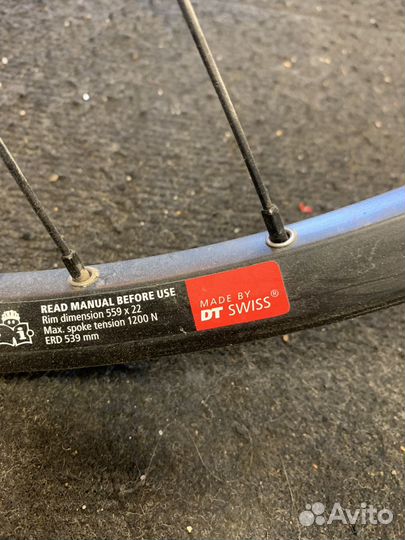 READ MANUAL BEFORE USE
Rim dimension 559 x 22
Max. spoke tension 1200 N
ERD 539 mm
i
MADE BY
DT SWISS®
Avito